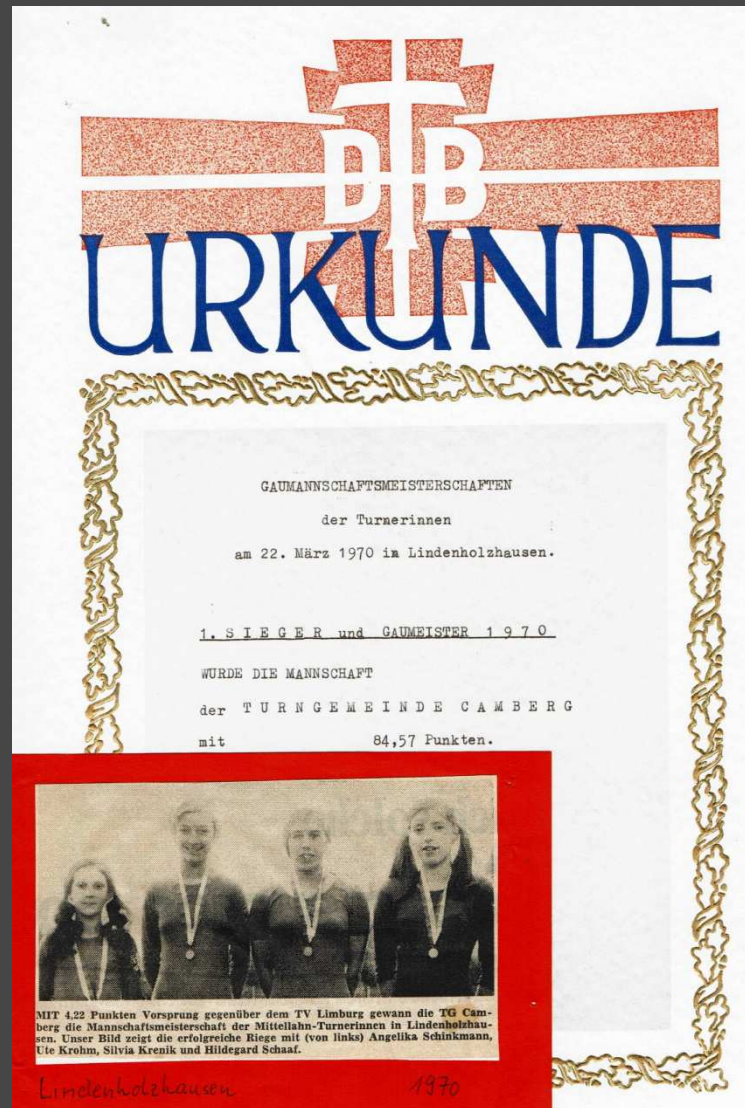 DTB
URKUNDE
GAUMANNSCHAFTSMEISTERSCHAFTEN
der Turnerinnen
am 22. März 1970 in Lindenholzhausen.
1. S I E G E R und GAUMEISTER 1 9 7 0
WURDE DIE MANNSCHAFT
der T U R N G E M E I N D E C A M B E R G
mit 84,57 Punkten.
MIT 4,22 Punkten Vorsprung gegenüber dem TV Limburg gewann die TG Cam-
berg die Mannschaftsmeisterschaft der Mittellahn-Turnerinnen in Lindenholzhau-
sen. Unser Bild zeigt die erfolgreiche Riege mit (von links) Angelika Schinkmann,
Ute Krohm, Silvia Krenik und Hildegard Schaaf.
Lindenholzhausen 1970